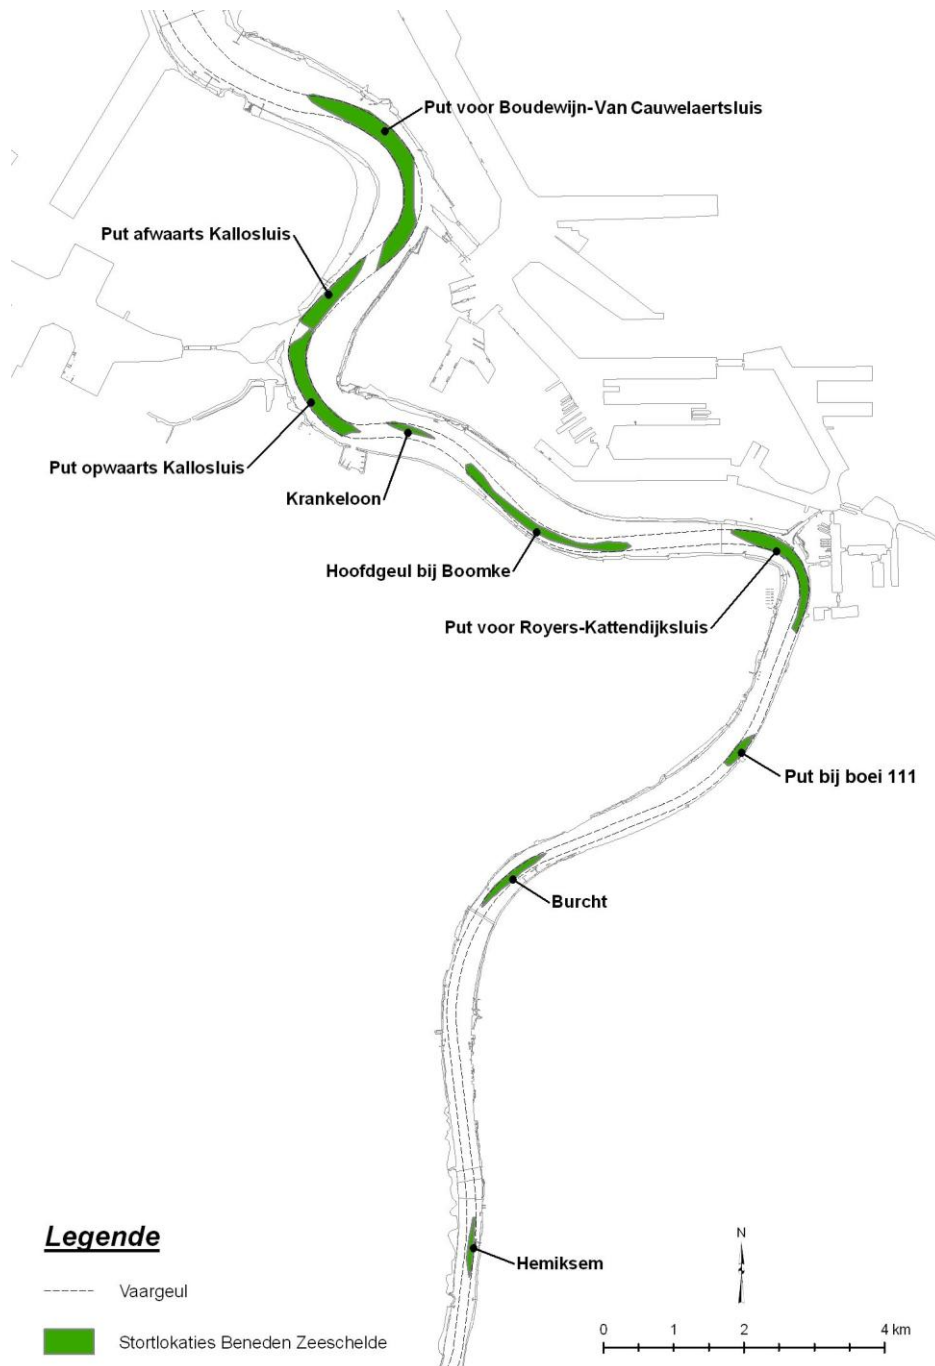 Put voor Boudewijn-Van Cauwelaertsluis
Put afwaarts Kallosluis
Put opwaarts Kallosluis
Krankeloon
Hoofdgeul bij Boomke
Put voor Royers-Kattendijksluis
Put bij boei 111
Burcht
Hemiksem
Legende
Vaargeul
Stortlokaties Beneden Zeeschelde
N
0 1 2 4 km